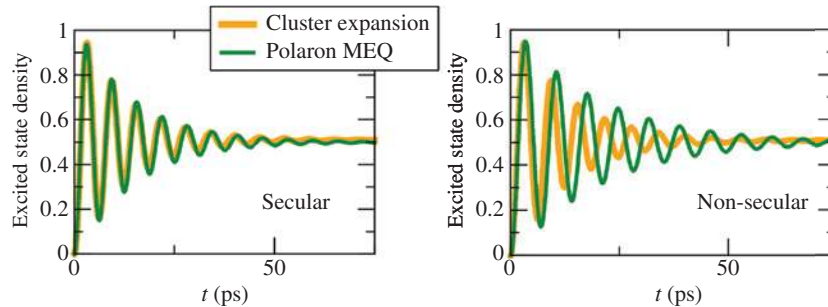 Cluster expansion
Polaron MEQ
Excited state density
1
0.8
0.6
0.4
0.2
0
Secular
0
50
t (ps)
Excited state density
1
0.8
0.6
0.4
0.2
0
Non-secular
0
50
t (ps)